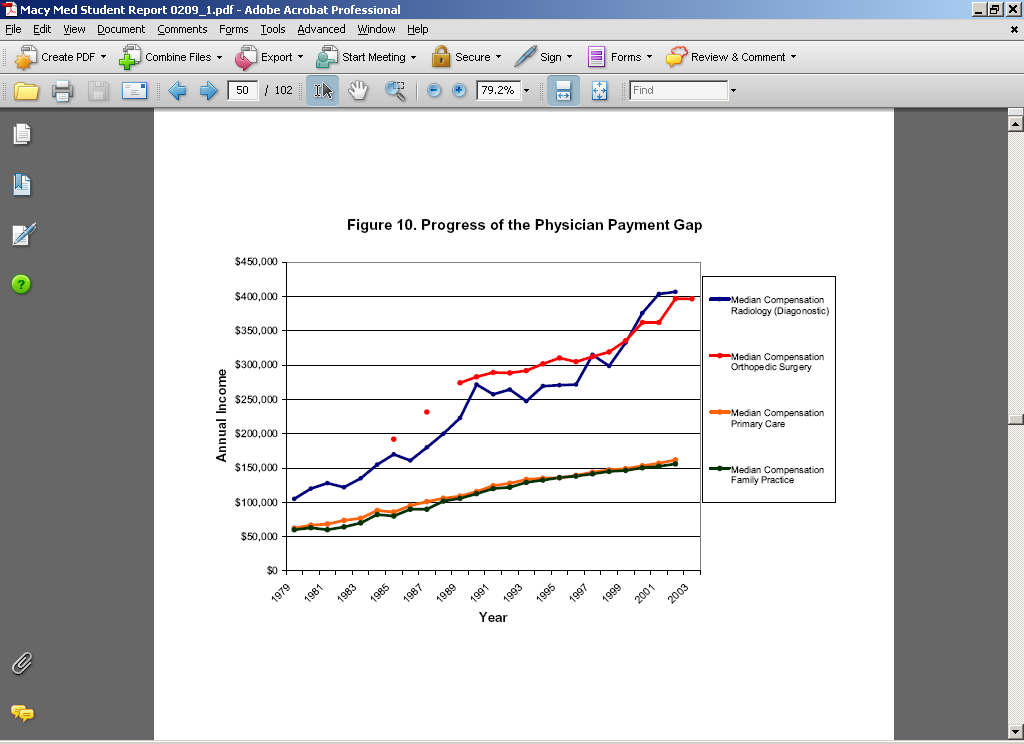 Macy Med Student Report 0209_1.pdf - Adobe Acrobat Professional
File Edit View Document Comments Forms Tools Advanced Window Help
Create PDF Combine Files Export Start Meeting Secure Sign Forms Review & Comment
50 / 102 79.2% Find
Figure 10. Progress of the Physician Payment Gap
$450,000
$400,000
$350,000
$300,000
$250,000
$200,000
$150,000
$100,000
$50,000
$0
Annual Income
1979 1981 1983 1985 1987 1989 1991 1993 1995 1997 1999 2001 2003
Year
Median Compensation
Radiology (Diagonostic)
Median Compensation
Orthopedic Surgery
Median Compensation
Primary Care
Median Compensation
Family Practice